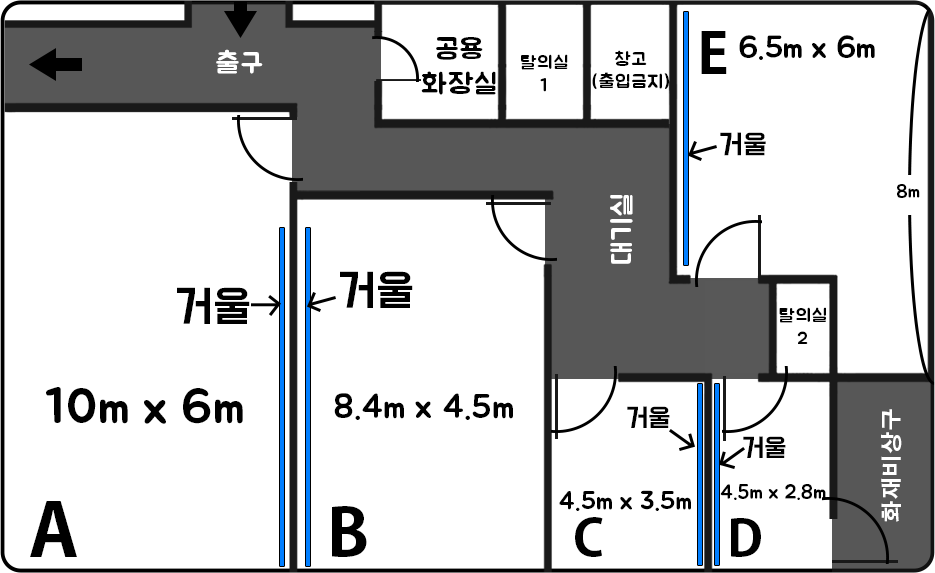 출구
공용
화장실
탈의실
1
창고
(출입금지)
E 6.5m x 6m
거울
8m
대기실
거울
거울
탈의실
2
10m x 6m
8.4m x 4.5m
거울
거울
화재비상구
4.5m x 3.5m
4.5m x 2.8m
A
B
C
D